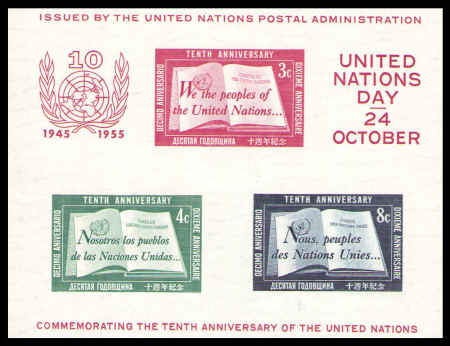 ISSUED BY THE UNITED NATIONS POSTAL ADMINISTRATION
10
1945 1955
TENTH ANNIVERSARY
DECIMO ANIVERSARIO
3c
We the peoples of
the United Nations...
DIXIEME ANNIVERSAIRE
ДЕСЯТАЯ ГОДОВЩИНА 十週年紀念
UNITED
NATIONS
DAY
24
OCTOBER
TENTH ANNIVERSARY
DECIMO ANIVERSARIO
4c
Nosotros los pueblos
de las Naciones Unidas...
DIXIEME ANNIVERSAIRE
ДЕСЯТАЯ ГОДОВЩИНА 十週年紀念
TENTH ANNIVERSARY
DECIMO ANIVERSARIO
8c
Nous, peuples
des Nations Unies...
DIXIEME ANNIVERSAIRE
ДЕСЯТАЯ ГОДОВЩИНА 十週年紀念
COMMEMORATING THE TENTH ANNIVERSARY OF THE UNITED NATIONS